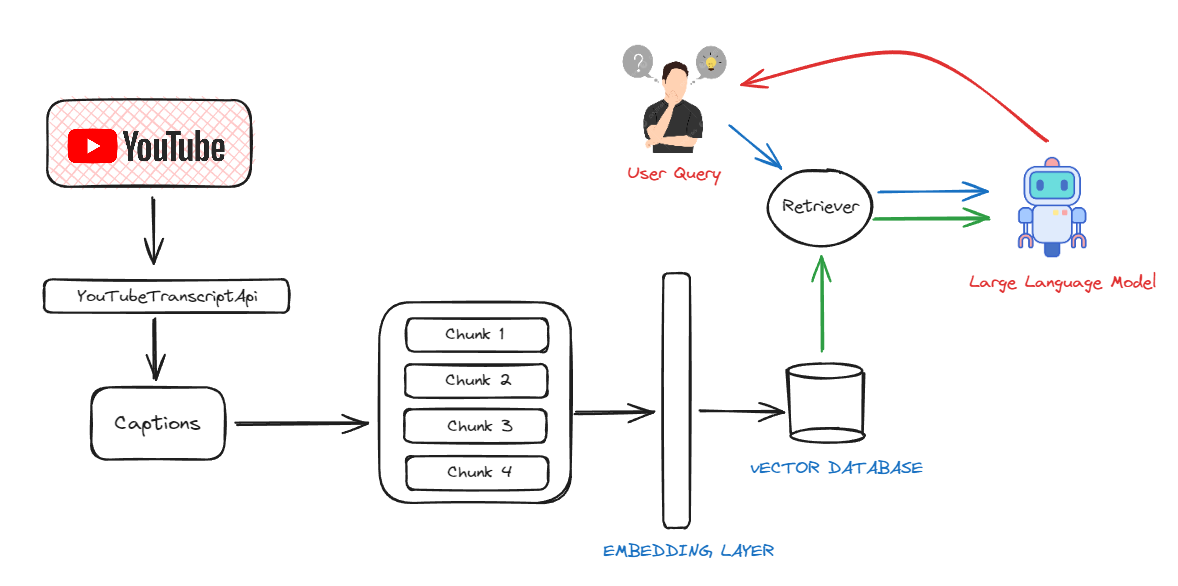 YouTube
YouTubeTranscriptApi
Captions
Chunk 1
Chunk 2
Chunk 3
Chunk 4
EMBEDDING LAYER
VECTOR DATABASE
?
User Query
Retriever
Large Language Model